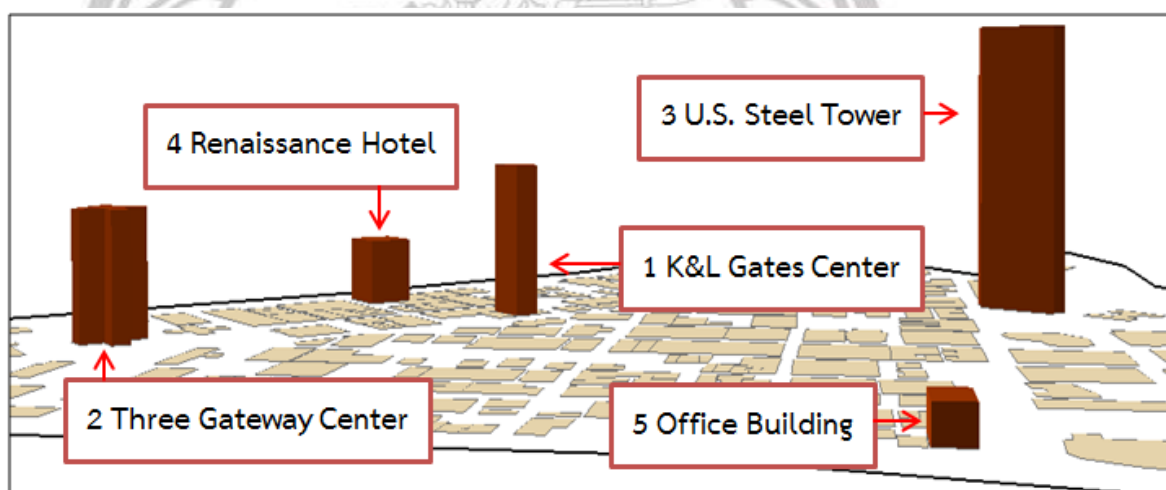 3 U.S. Steel Tower
4 Renaissance Hotel
1 K&L Gates Center
2 Three Gateway Center
5 Office Building